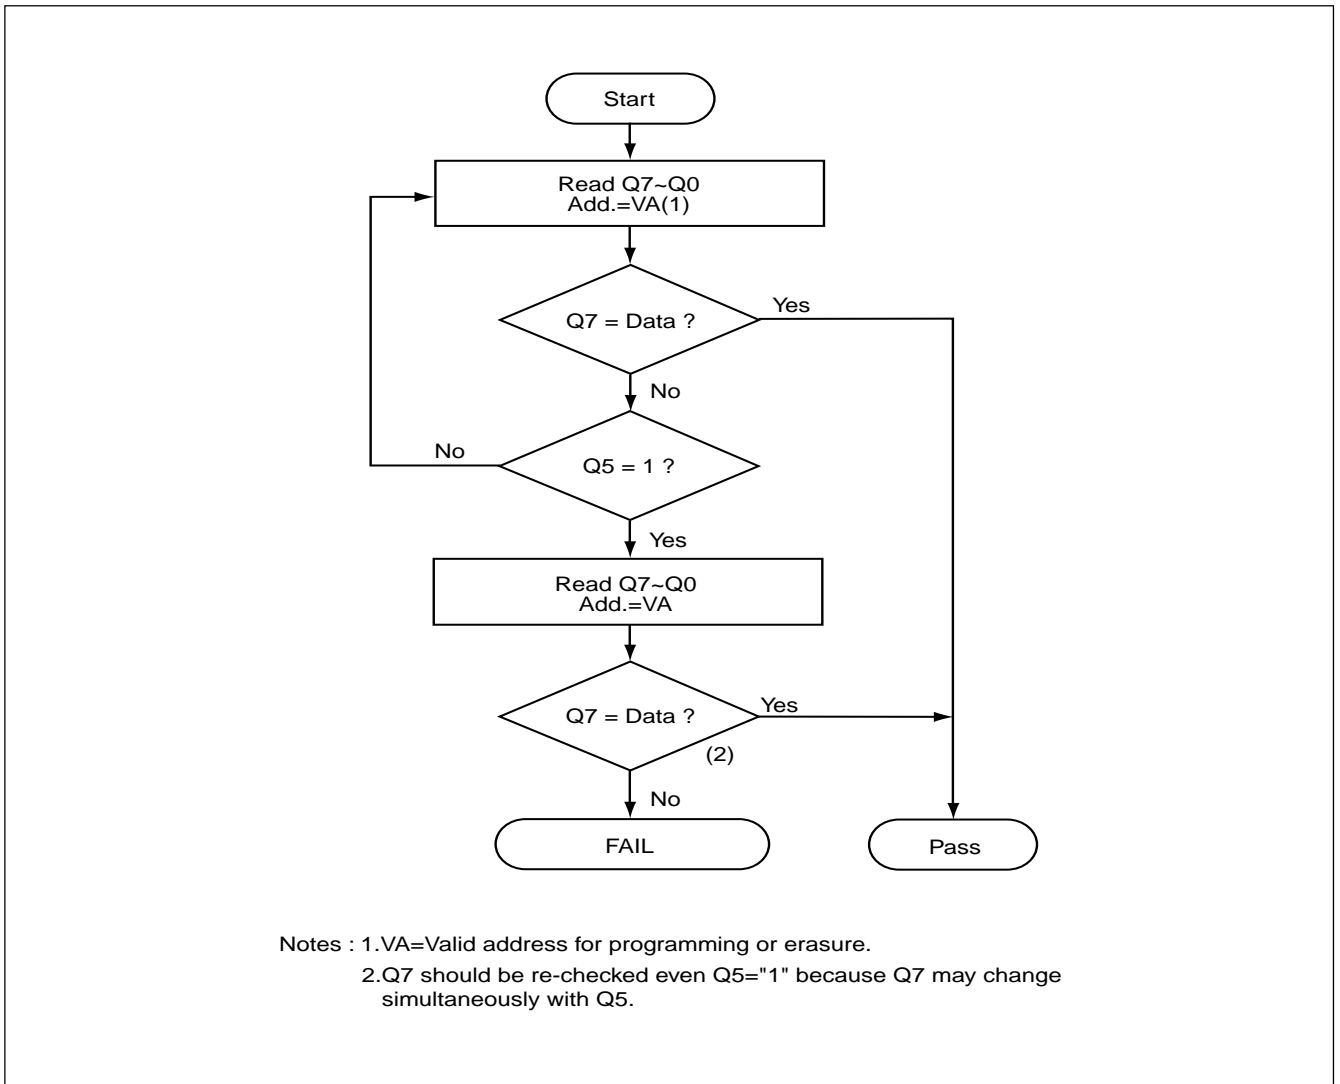 Start
Read Q7~Q0
Add.=VA(1)
Q7 = Data ?
Yes
No
No
Q5 = 1 ?
Yes
Read Q7~Q0
Add.=VA
Q7 = Data ?
Yes
(2)
No
FAIL
Pass
Notes : 1.VA=Valid address for programming or erasure.
2.Q7 should be re-checked even Q5="1" because Q7 may change
simultaneously with Q5.